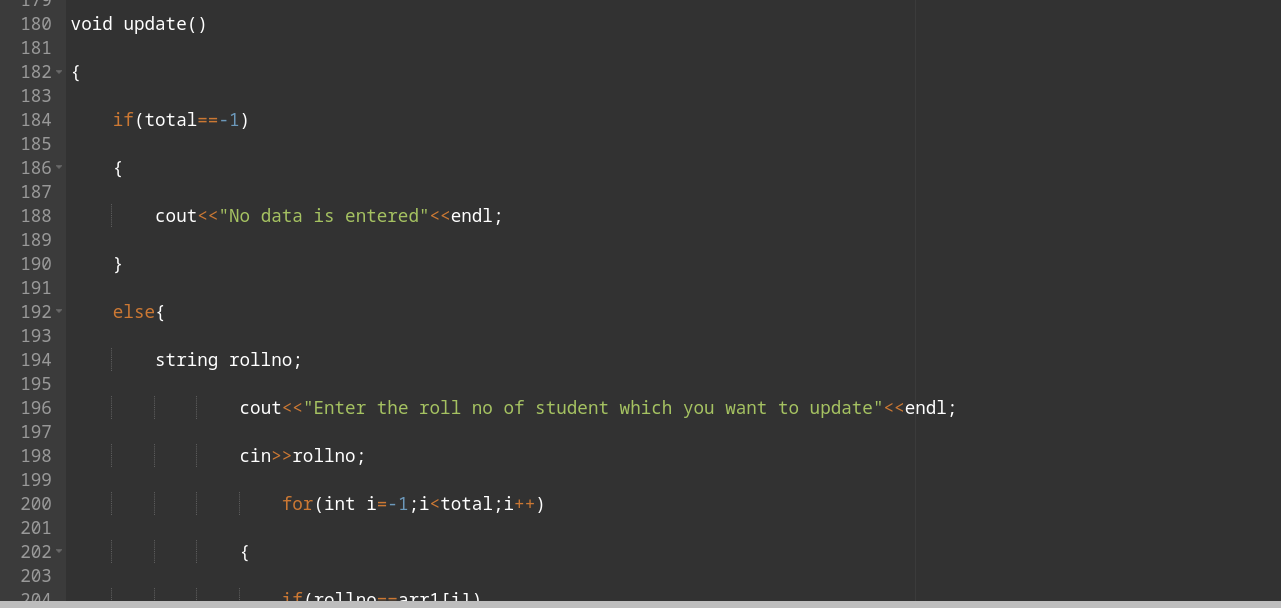 179
180 void update()
181
182 {
183
184     if(total==-1)
185
186     {
187
188         cout<<"No data is entered"<<endl;
189
190     }
191
192     else{
193
194         string rollno;
195
196                 cout<<"Enter the roll no of student which you want to update"<<endl;
197
198                 cin>>rollno;
199
200                     for(int i=-1;i<total;i++)
201
202                 {
203
204                     if(rollno==arr1[i])